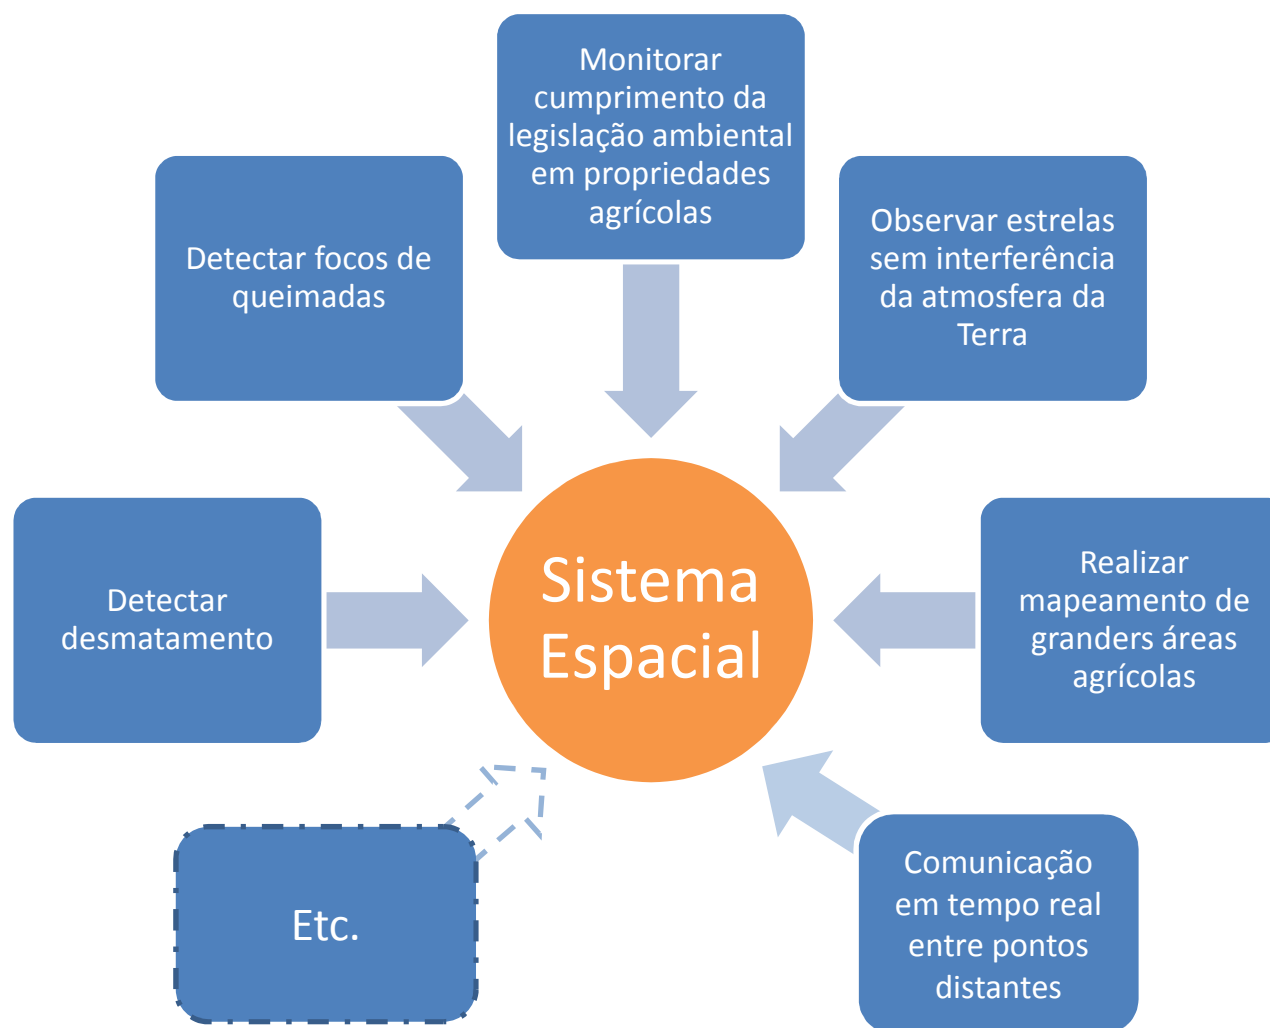 Monitorar
cumprimento da
legislação ambiental
em propriedades
agrícolas
Detectar focos de
queimadas
Observar estrelas
sem interferência
da atmosfera da
Terra
Detectar
desmatamento
Sistema
Espacial
Realizar
mapeamento de
granders áreas
agrícolas
Etc.
Comunicação
em tempo real
entre pontos
distantes